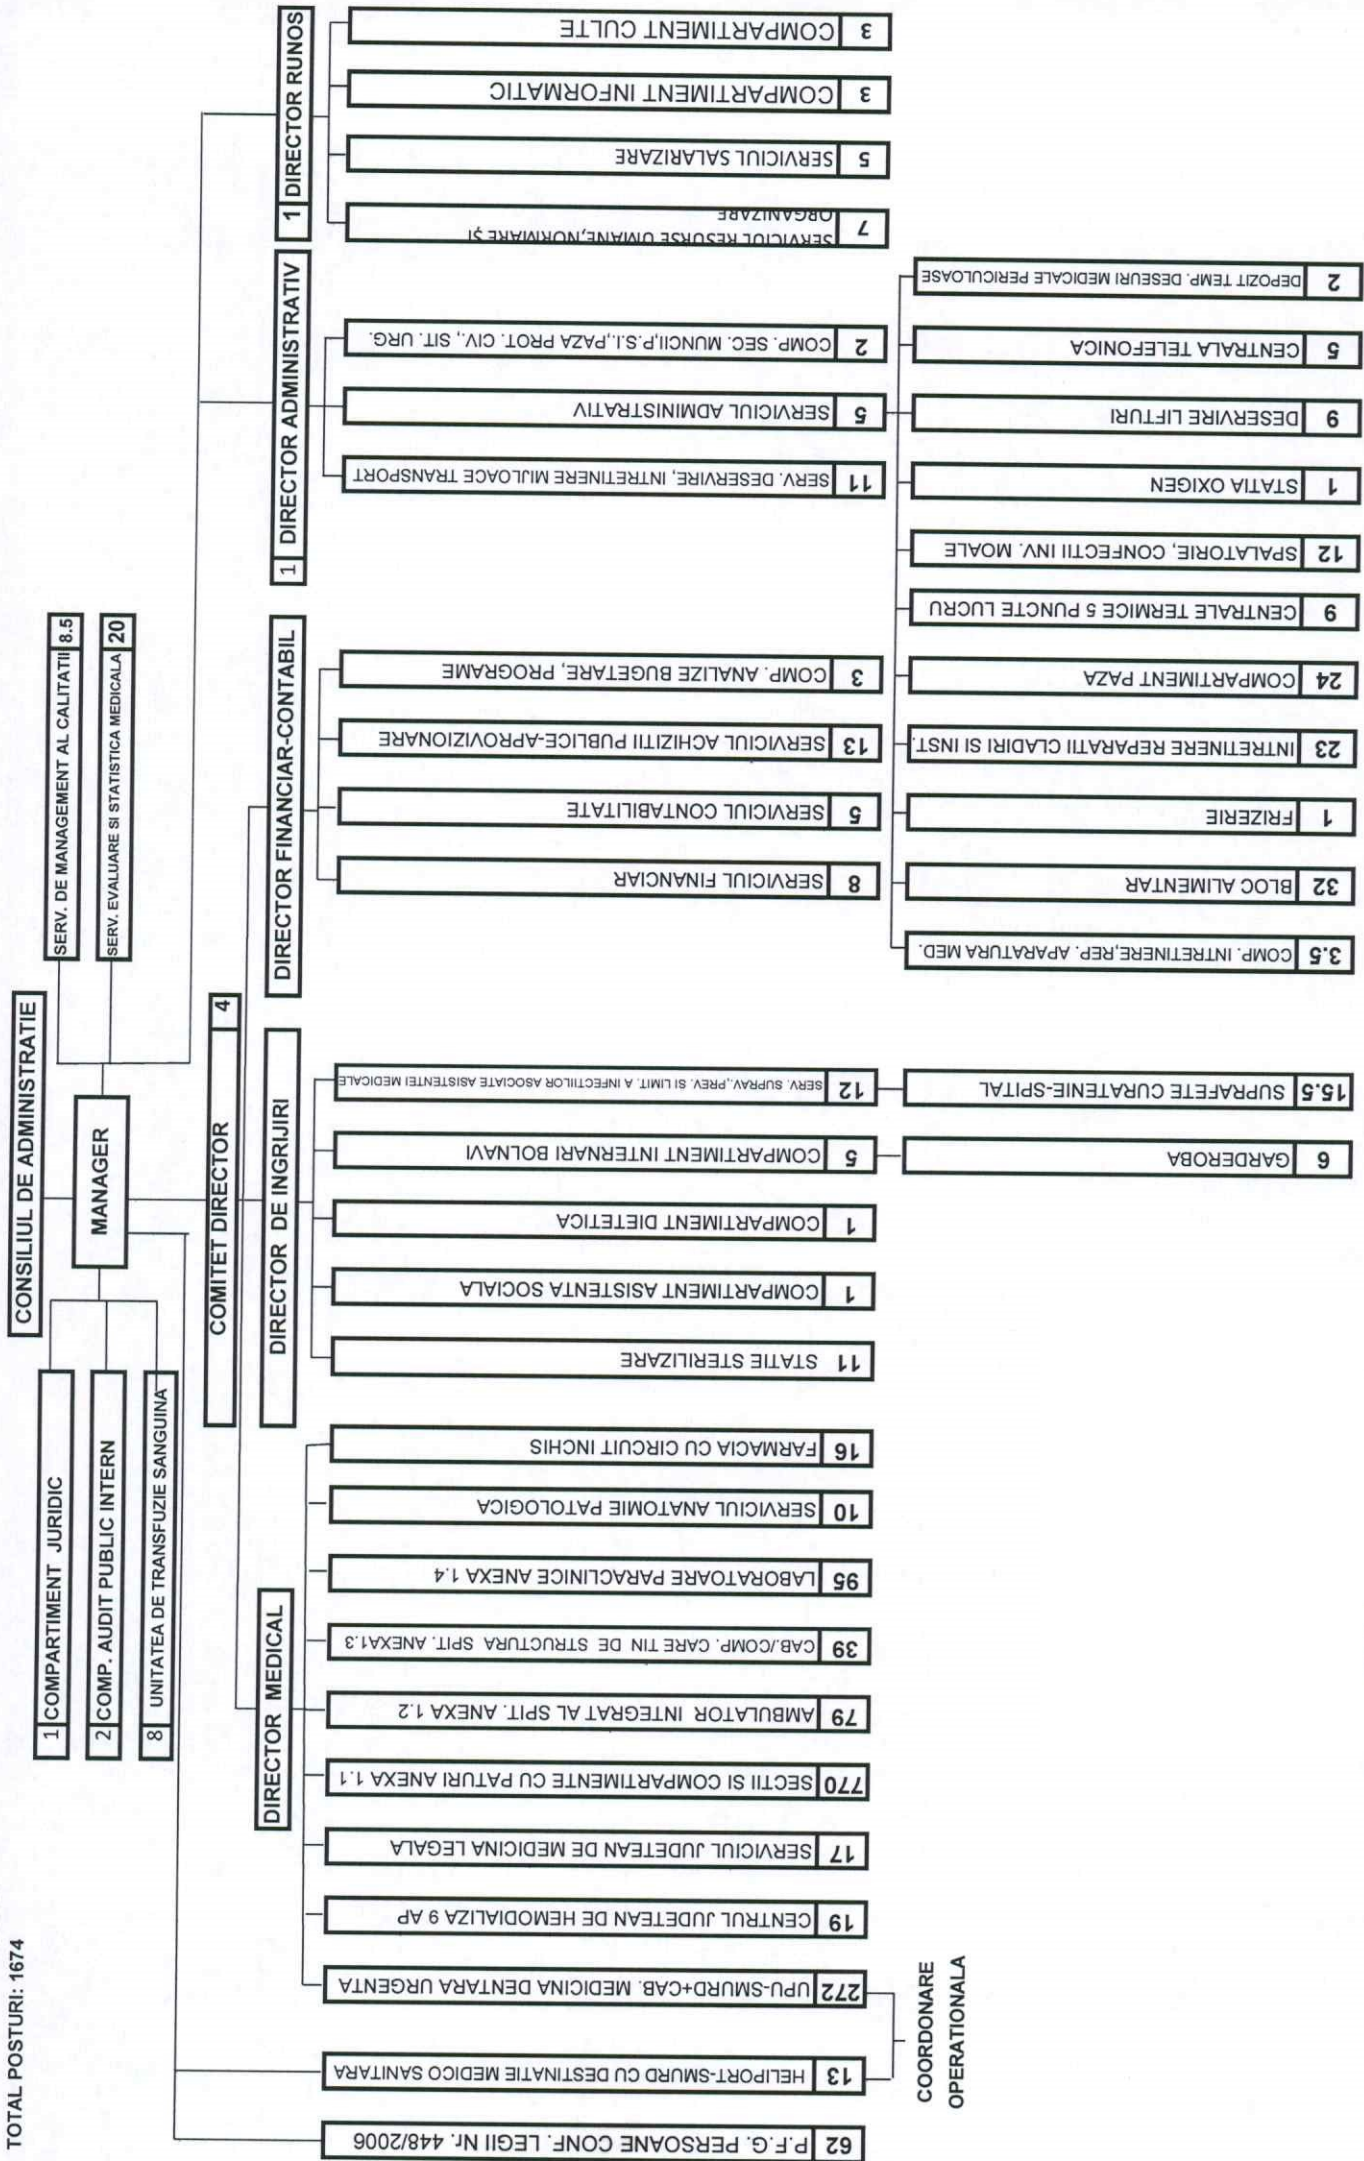 TOTAL POSTURI: 1674
CONSILIUL DE ADMINISTRATIE
MANAGER
1 COMPARTIMENT JURIDIC
2 COMP. AUDIT PUBLIC INTERN
8 UNITATEA DE TRANSFUZIE SANGUINA
SERV. DE MANAGEMENT AL CALITATII 8.5
SERV. EVALUARE SI STATISTICA MEDICALA 20
COMITET DIRECTOR 4
DIRECTOR MEDICAL
DIRECTOR DE INGRIJIRI
DIRECTOR FINANCIAR-CONTABIL
1 DIRECTOR ADMINISTRATIV
1 DIRECTOR RUNOS
62 P.F.G. PERSOANE CONF. LEGII Nr. 448/2006
13 HELIPORT-SMURD CU DESTINATIE MEDICO SANITARA
272 UPU-SMURD+CAB. MEDICINA DENTARA URGENTA
19 CENTRUL JUDETEAN DE HEMODIALIZA 9 AP
17 SERVICIUL JUDETEAN DE MEDICINA LEGALA
770 SECTII SI COMPARTIMENTE CU PATURI ANEXA 1.1
79 AMBULATOR INTEGRAT AL SPIT. ANEXA 1.2
39 CAB./COMP. CARE TIN DE STRUCTURA SPIT. ANEXA1.3
95 LABORATOARE PARACLINICE ANEXA 1.4
10 SERVICIUL ANATOMIE PATOLOGICA
16 FARMACIA CU CIRCUIT INCHIS
11 STATIE STERILIZARE
1 COMPARTIMENT ASISTENTA SOCIALA
1 COMPARTIMENT DIETETICA
5 COMPARTIMENT INTERNARI BOLNAVI
12 SERV. SUPRAV.,PREV. SI LIMIT. A INFECTIILOR ASOCIATE ASISTENTEI MEDICALE
8 SERVICIUL FINANCIAR
5 SERVICIUL CONTABILITATE
13 SERVICIUL ACHIZITII PUBLICE-APROVIZIONARE
3 COMP. ANALIZE BUGETARE, PROGRAME
11 SERV. DESERVIRE, INTRETINERE MIJLOACE TRANSPORT
5 SERVICIUL ADMINISTRATIV
2 COMP. SEC. MUNCII,P.S.I.,PAZA PROT. CIV., SIT. URG.
7 SERVICIUL RESURSE UMANE,NORMARE ȘI
ORGANIZARE
5 SERVICIUL SALARIZARE
3 COMPARTIMENT INFORMATIC
3 COMPARTIMENT CULTE
COORDONARE
OPERATIONALA
6 GARDEROBA
15.5 SUPRAFETE CURATENIE-SPITAL
3.5 COMP. INTRETINERE,REP. APARATURA MED.
32 BLOC ALIMENTAR
1 FRIZERIE
23 INTRETINERE REPARATII CLADIRI SI INST.
24 COMPARTIMENT PAZA
9 CENTRALE TERMICE 5 PUNCTE LUCRU
12 SPALATORIE, CONFECTII INV. MOALE
1 STATIA OXIGEN
9 DESERVIRE LIFTURI
5 CENTRALA TELEFONICA
2 DEPOZIT TEMP. DESEURI MEDICALE PERICULOASE